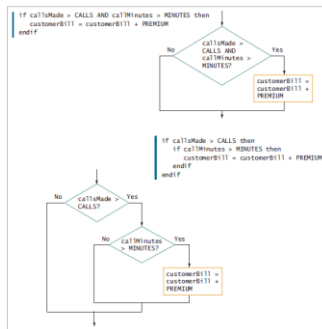 if callsMade > CALLS AND callMinutes > MINUTES then
customerBill = customerBill + PREMIUM
endif
callsMade >
CALLS AND
callMinutes >
MINUTES?
No
Yes
customerBill =
customerBill +
PREMIUM
if callsMade > CALLS then
if callMinutes > MINUTES then
customerBill = customerBill + PREMIUM
endif
endif
No
callsMade >
CALLS?
Yes
No
callMinutes
> MINUTES?
Yes
customerBill =
customerBill +
PREMIUM